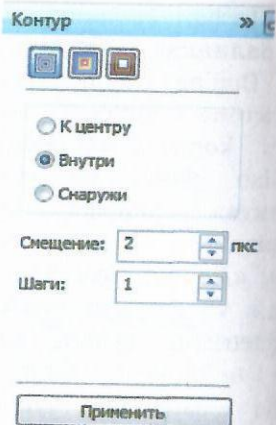 Контур »
К центру
Внутри
Снаружи
Смещение: 2 пкс
Шаги: 1
Применить